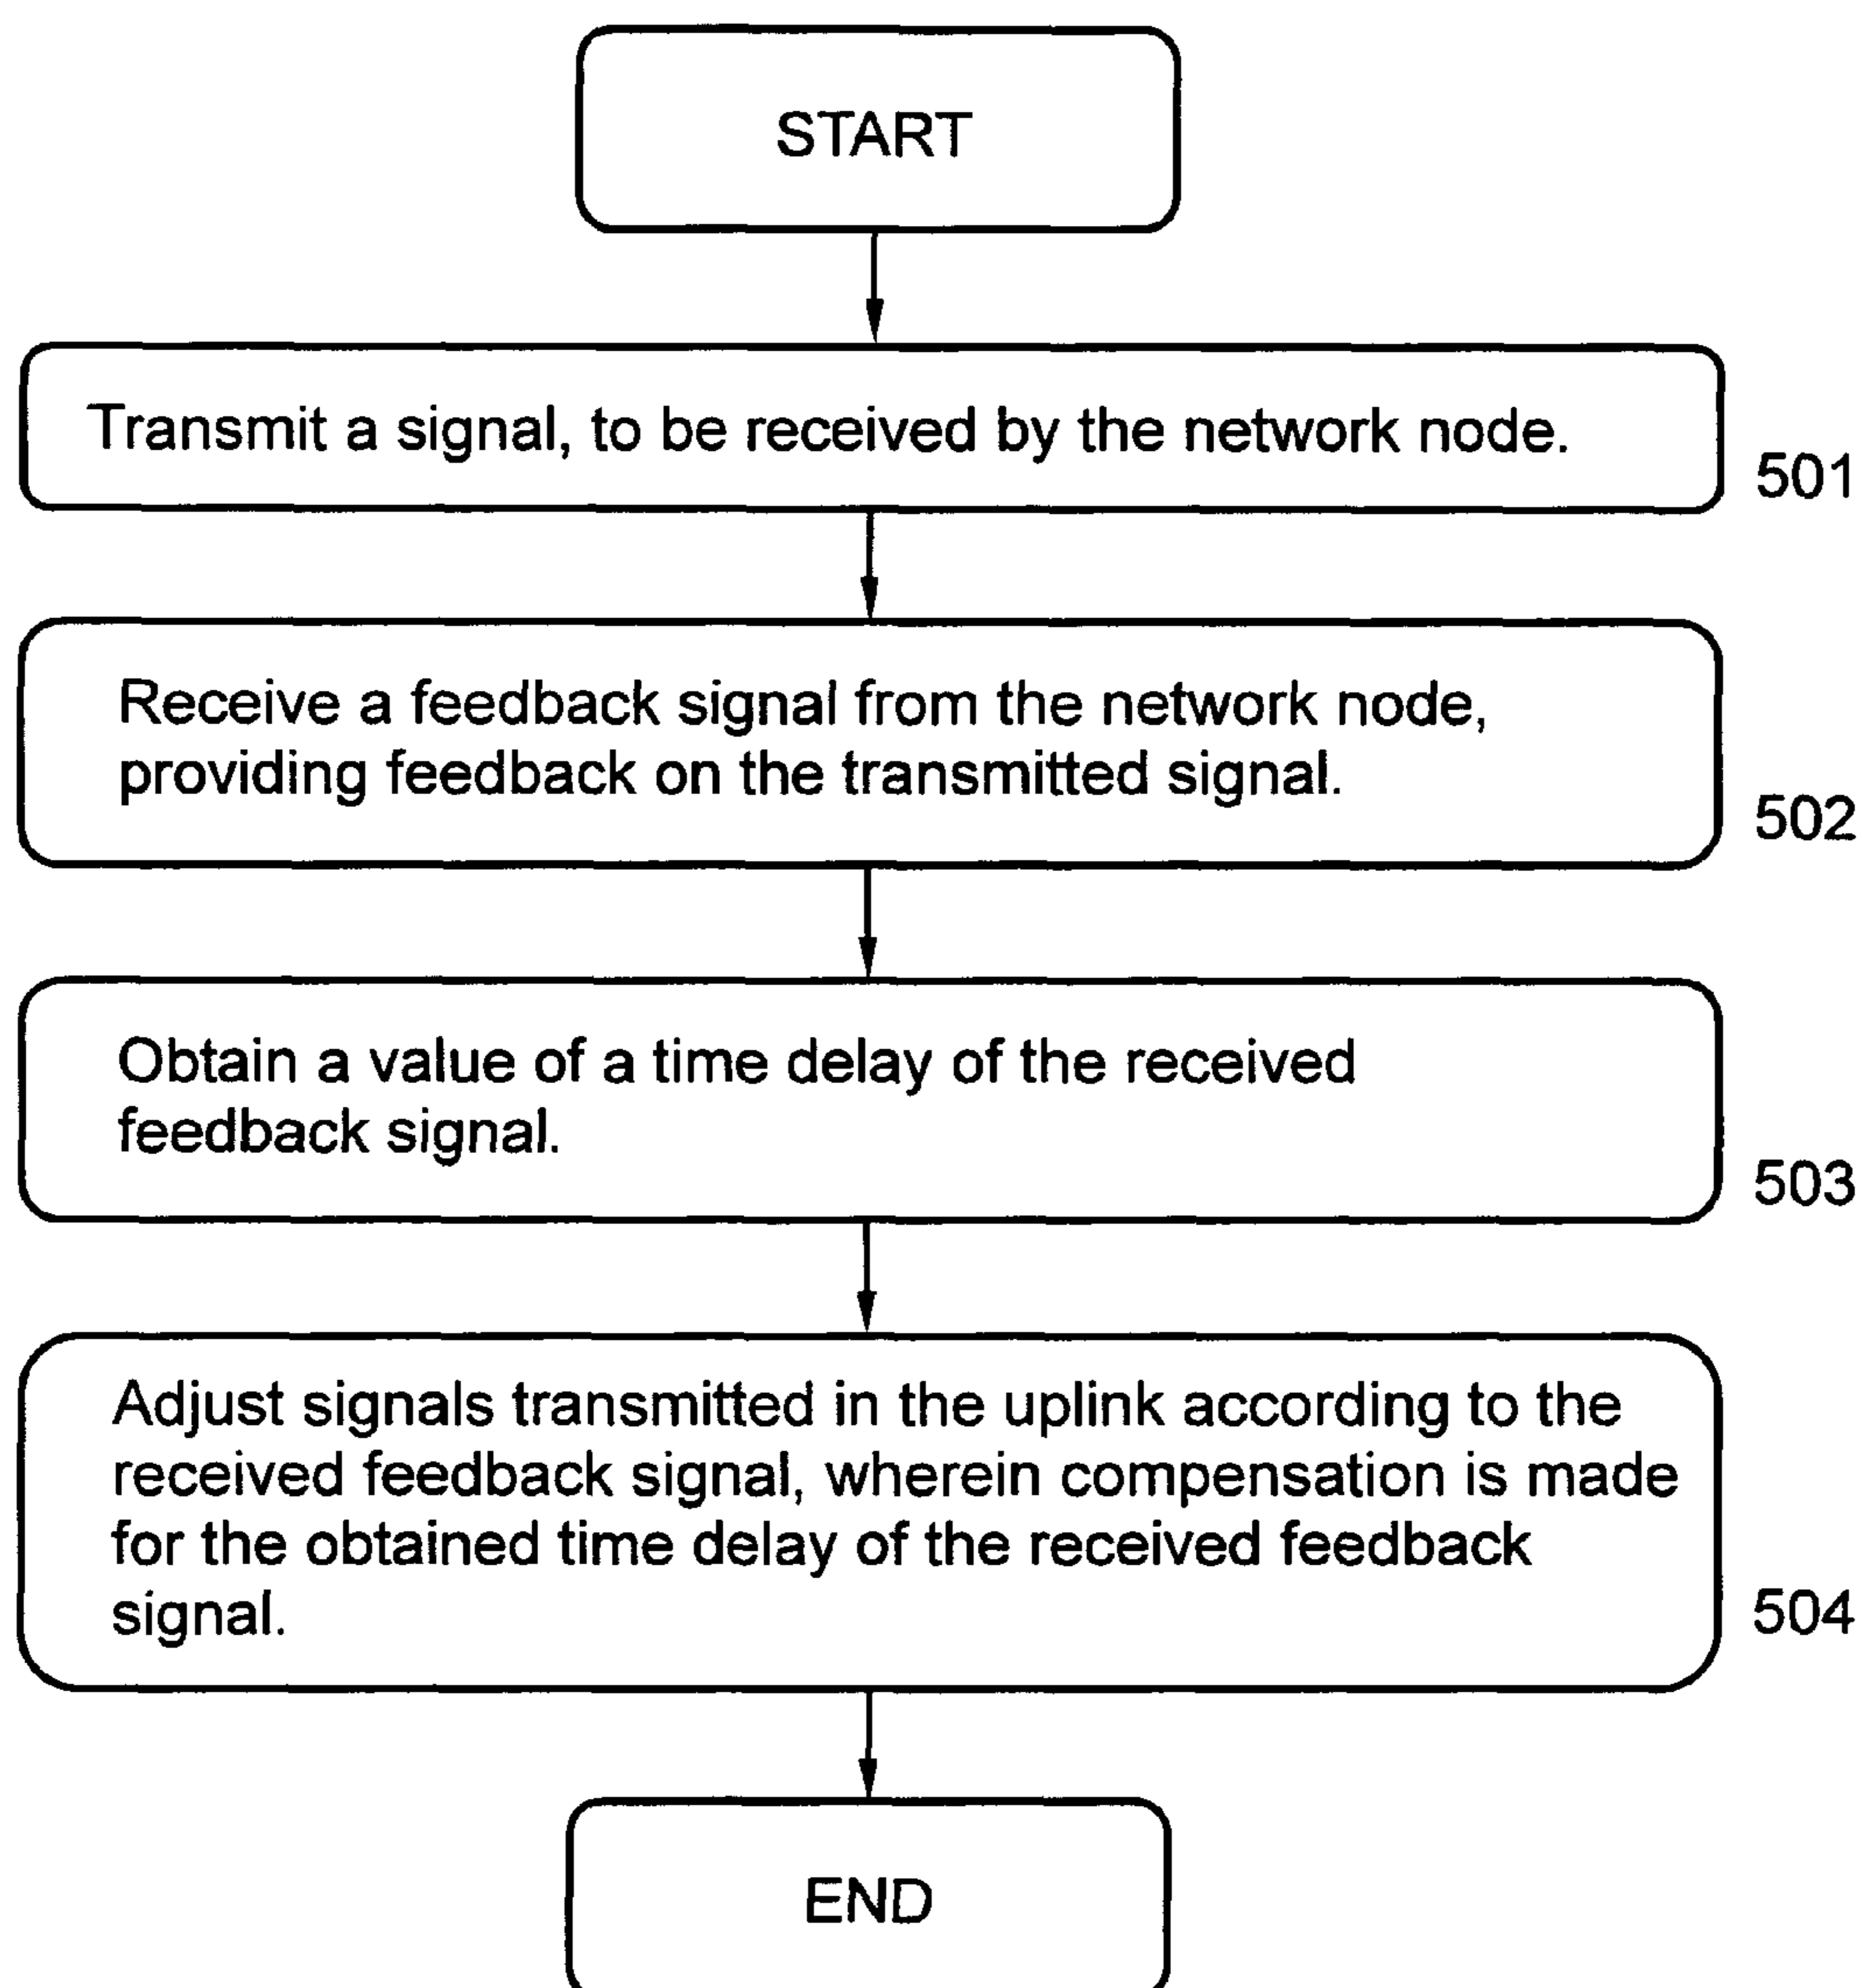 START
Transmit a signal, to be received by the network node.
501
Receive a feedback signal from the network node,
providing feedback on the transmitted signal.
502
Obtain a value of a time delay of the received
feedback signal.
503
Adjust signals transmitted in the uplink according to the
received feedback signal, wherein compensation is made
for the obtained time delay of the received feedback
signal.
504
END